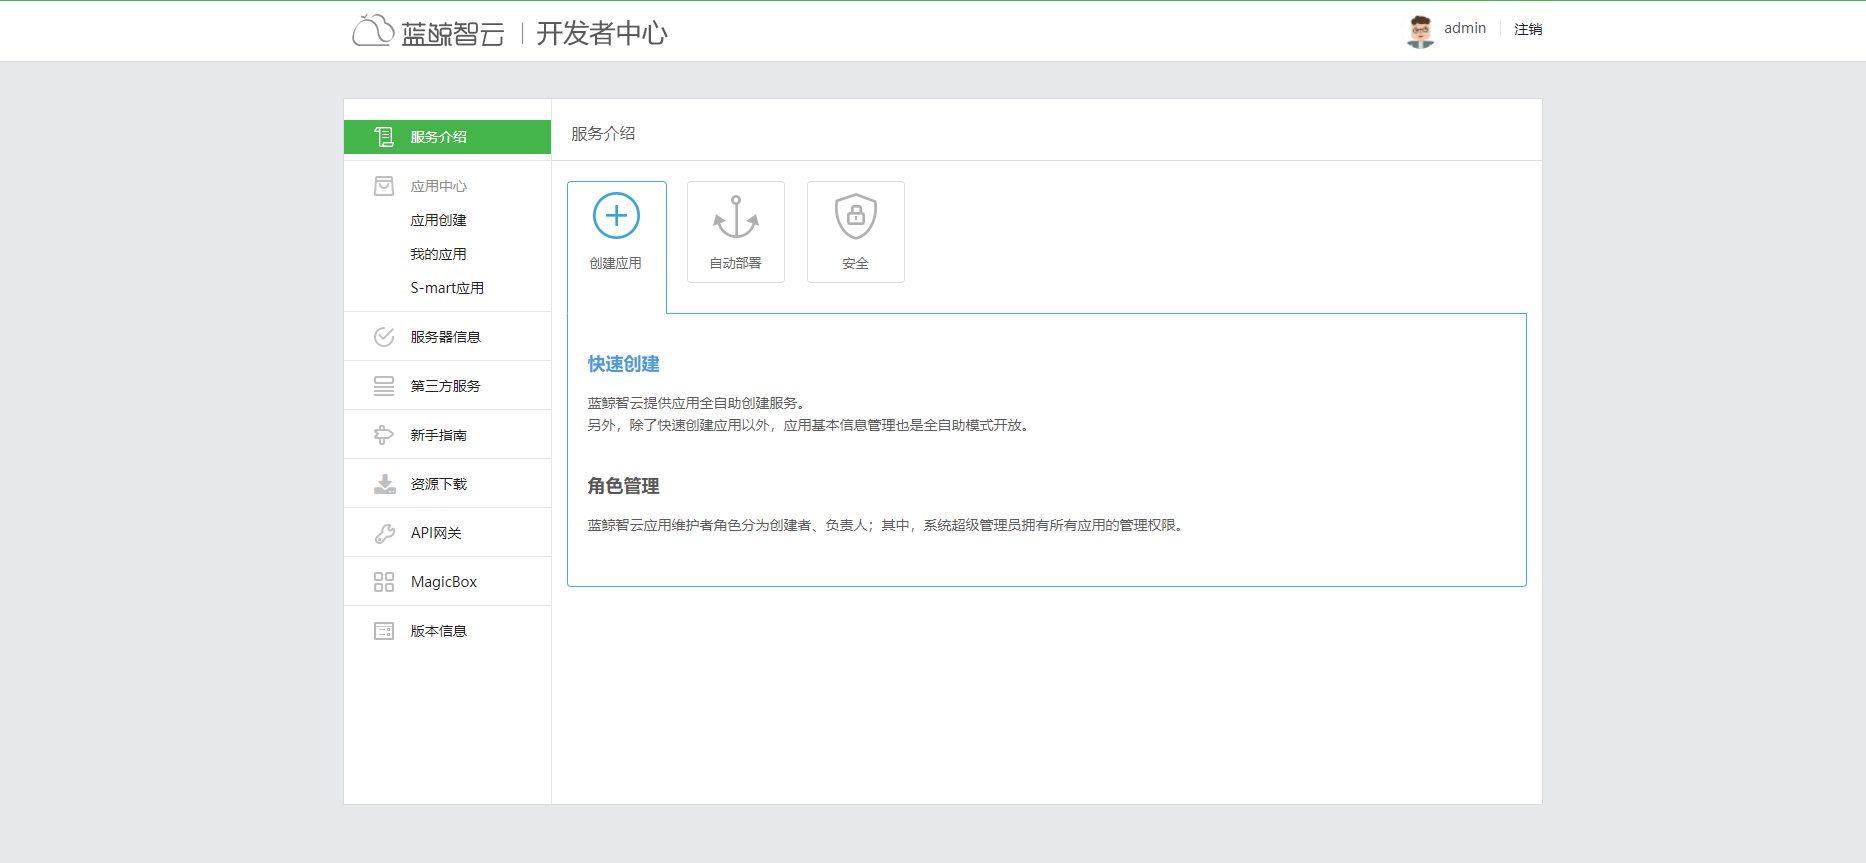 蓝鲸智云 | 开发者中心
admin
注销
服务介绍
应用中心
应用创建
我的应用
S-mart应用
服务器信息
第三方服务
新手指南
资源下载
API网关
MagicBox
版本信息
服务介绍
创建应用
自动部署
安全
快速创建
蓝鲸智云提供应用全自助创建服务。
另外，除了快速创建应用以外，应用基本信息管理也是全自助模式开放。
角色管理
蓝鲸智云应用维护者角色分为创建者、负责人；其中，系统超级管理员拥有所有应用的管理权限。